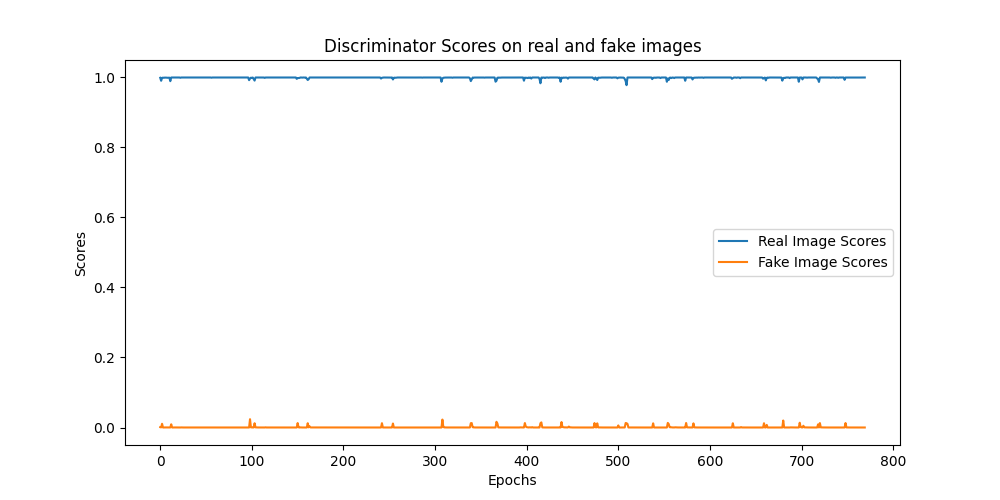 Discriminator Scores on real and fake images
1.0
0.8
0.6
0.4
0.2
0.0
Scores
Real Image Scores
Fake Image Scores
0 100 200 300 400 500 600 700 800
Epochs